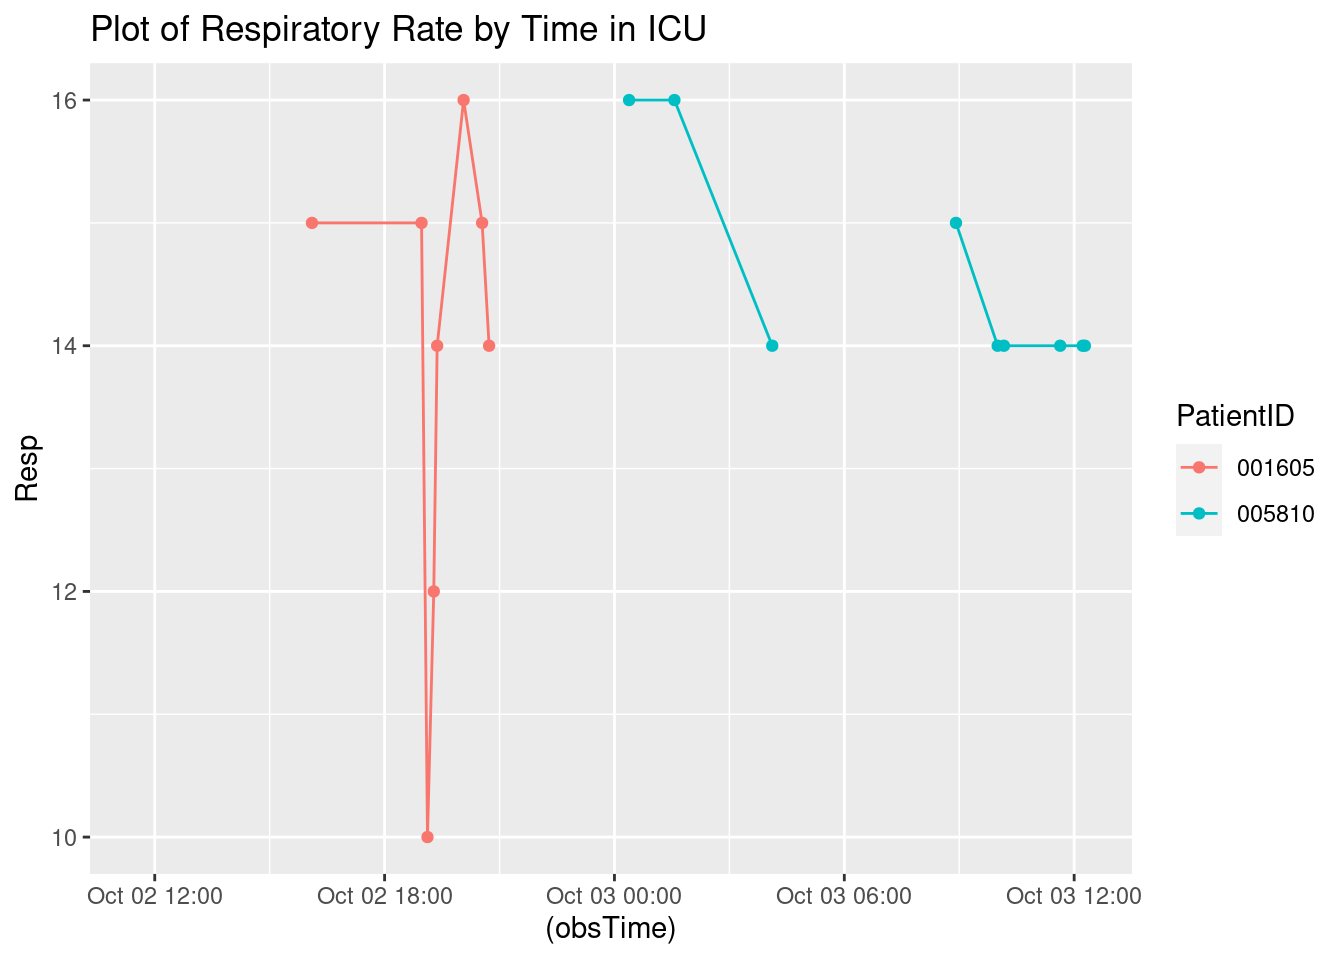 Plot of Respiratory Rate by Time in ICU
16
14
12
10
Resp
Oct 02 12:00
Oct 02 18:00
Oct 03 00:00
Oct 03 06:00
Oct 03 12:00
(obsTime)
PatientID
001605
005810